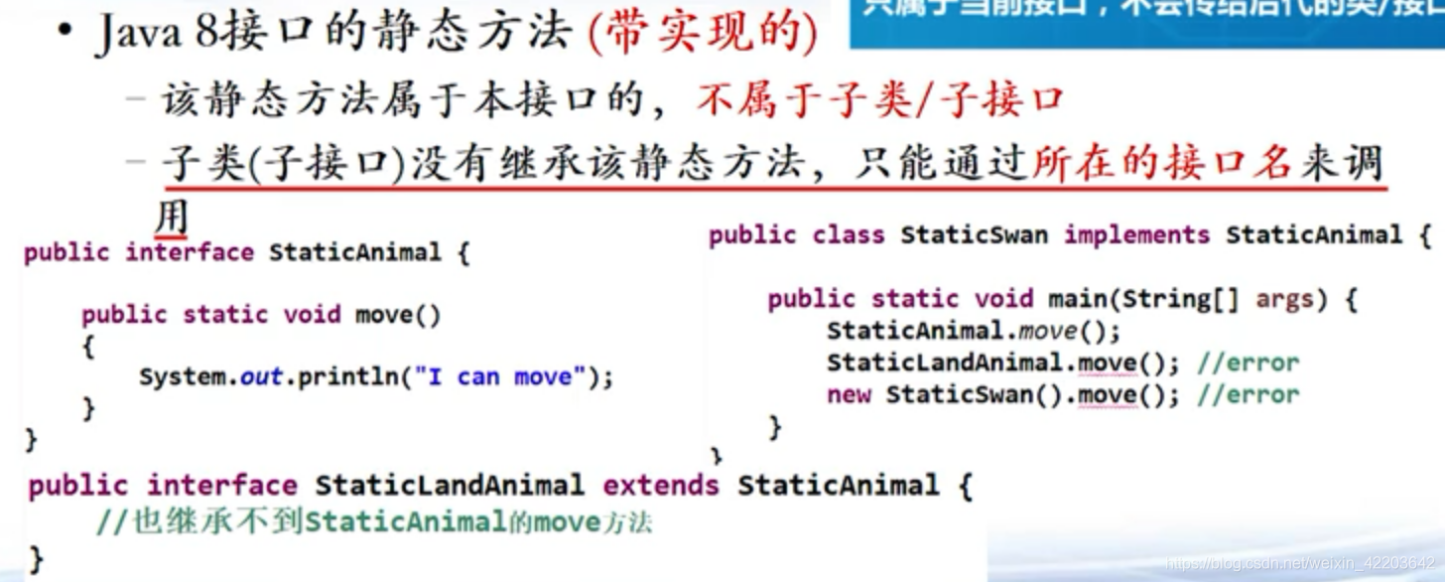 只属于当前接口，不会传给后代的类/接口
• Java 8接口的静态方法 (带实现的)
– 该静态方法属于本接口的，不属于子类/子接口
– 子类(子接口)没有继承该静态方法，只能通过所在的接口名来调
用
public interface StaticAnimal {
public static void move()
{
System.out.println("I can move");
}
}
public class StaticSwan implements StaticAnimal {
public static void main(String[] args) {
StaticAnimal.move();
StaticLandAnimal.move(); //error
new StaticSwan().move(); //error
}
}
public interface StaticLandAnimal extends StaticAnimal {
//也继承不到StaticAnimal的move方法
}
https://blog.csdn.net/weixin_42203642